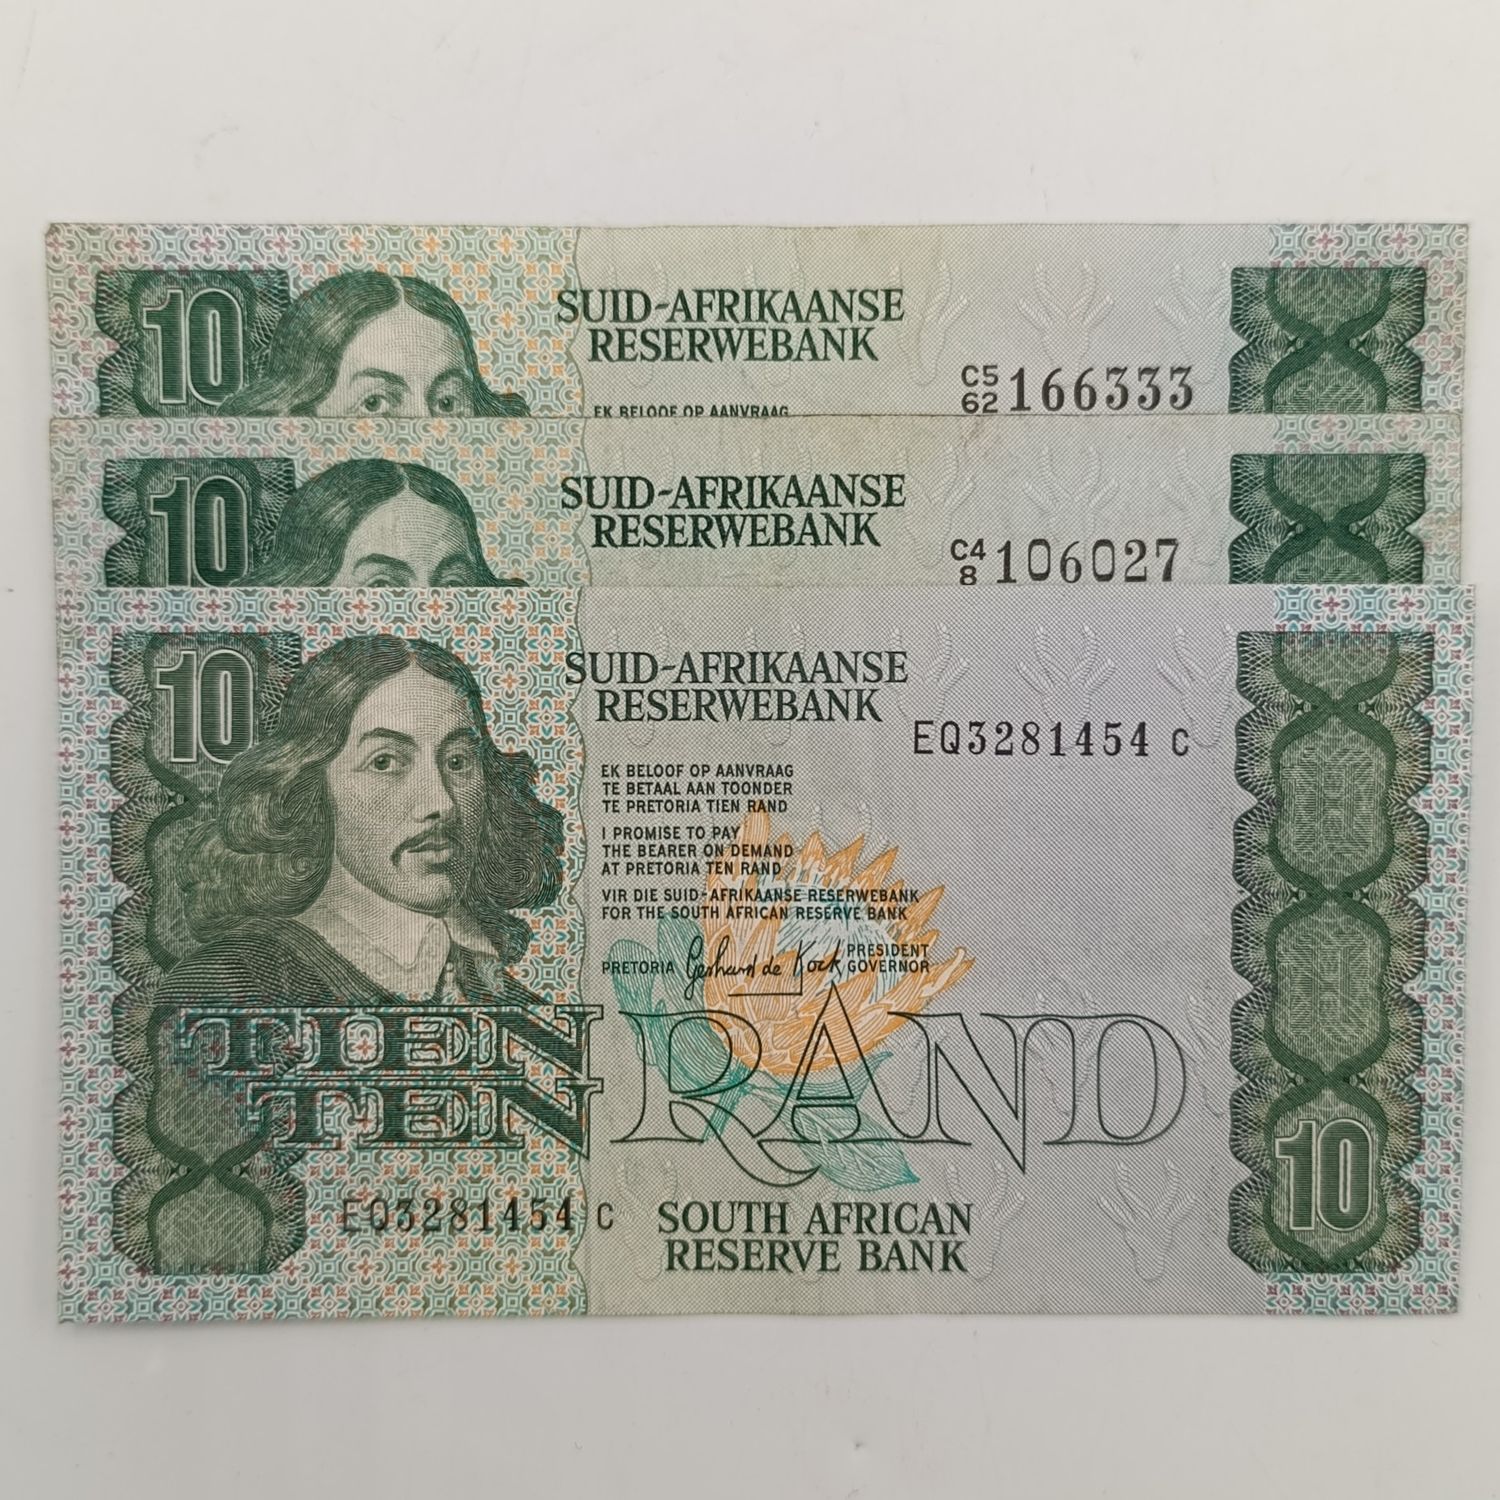 10
SUID-AFRIKAANSE
RESERWEBANK
C5
62 166333
EK BELOOF OP AANVRAAG
10
SUID-AFRIKAANSE
RESERWEBANK
C4
8 106027
10
SUID-AFRIKAANSE
RESERWEBANK
EQ3281454 C
EK BELOOF OP AANVRAAG
TE BETAAL AAN TOONDER
TE PRETORIA TIEN RAND
I PROMISE TO PAY
THE BEARER ON DEMAND
AT PRETORIA TEN RAND
VIR DIE SUID-AFRIKAANSE RESERWEBANK
FOR THE SOUTH AFRICAN RESERVE BANK
PRETORIA Gerhard de Kock PRESIDENT
GOVERNOR
TIEN
TEN RAND
10
EQ3281454 C
SOUTH AFRICAN
RESERVE BANK